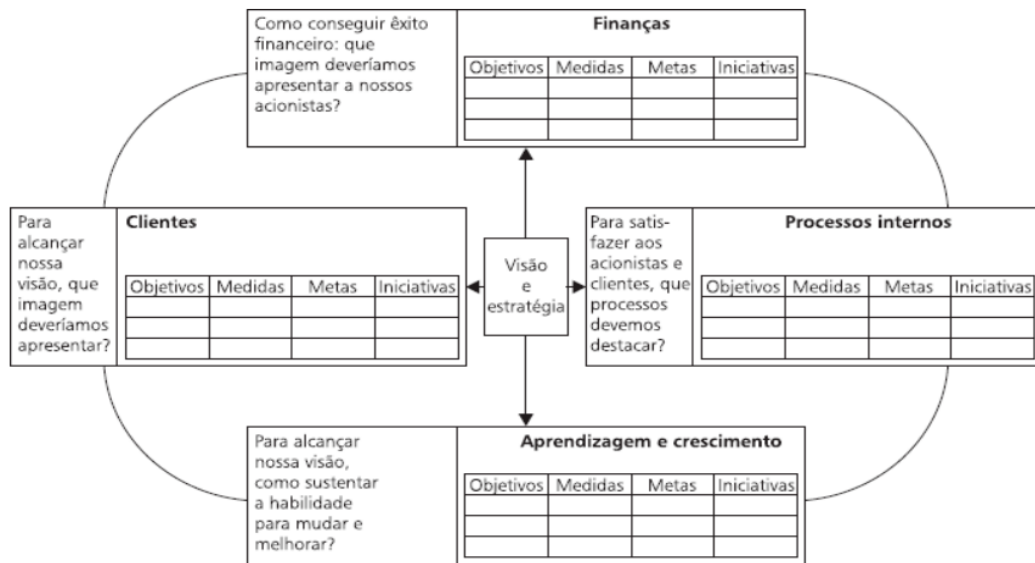 Como conseguir êxito
financeiro: que
imagem deveríamos
apresentar a nossos
acionistas?
Finanças
Objetivos Medidas Metas Iniciativas
Para
alcançar
nossa
visão, que
imagem
deveríamos
apresentar?
Clientes
Objetivos Medidas Metas Iniciativas
Visão
e
estratégia
Para satis-
fazer aos
acionistas e
clientes, que
processos
devemos
destacar?
Processos internos
Objetivos Medidas Metas Iniciativas
Para alcançar
nossa visão,
como sustentar
a habilidade
para mudar e
melhorar?
Aprendizagem e crescimento
Objetivos Medidas Metas Iniciativas